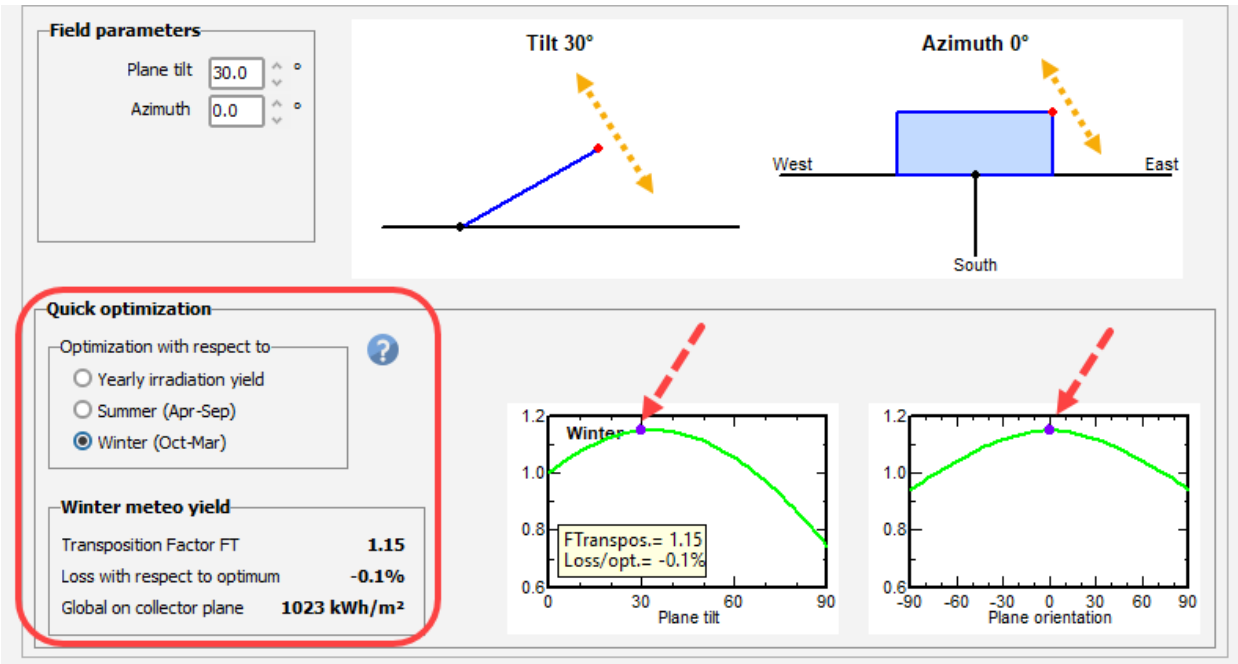 Field parameters
Plane tilt 30.0 °
Azimuth 0.0 °
Tilt 30°
Azimuth 0°
West
East
South
Quick optimization
Optimization with respect to
Yearly irradiation yield
Summer (Apr-Sep)
Winter (Oct-Mar)
?
Winter meteo yield
Transposition Factor FT 1.15
Loss with respect to optimum -0.1%
Global on collector plane 1023 kWh/m²
1.2
Winter
1.0
0.8
FTranspos.= 1.15
Loss/opt.= -0.1%
0.6
0 30 60 90
Plane tilt
1.2
1.0
0.8
0.6
-90 -60 -30 0 30 60 90
Plane orientation